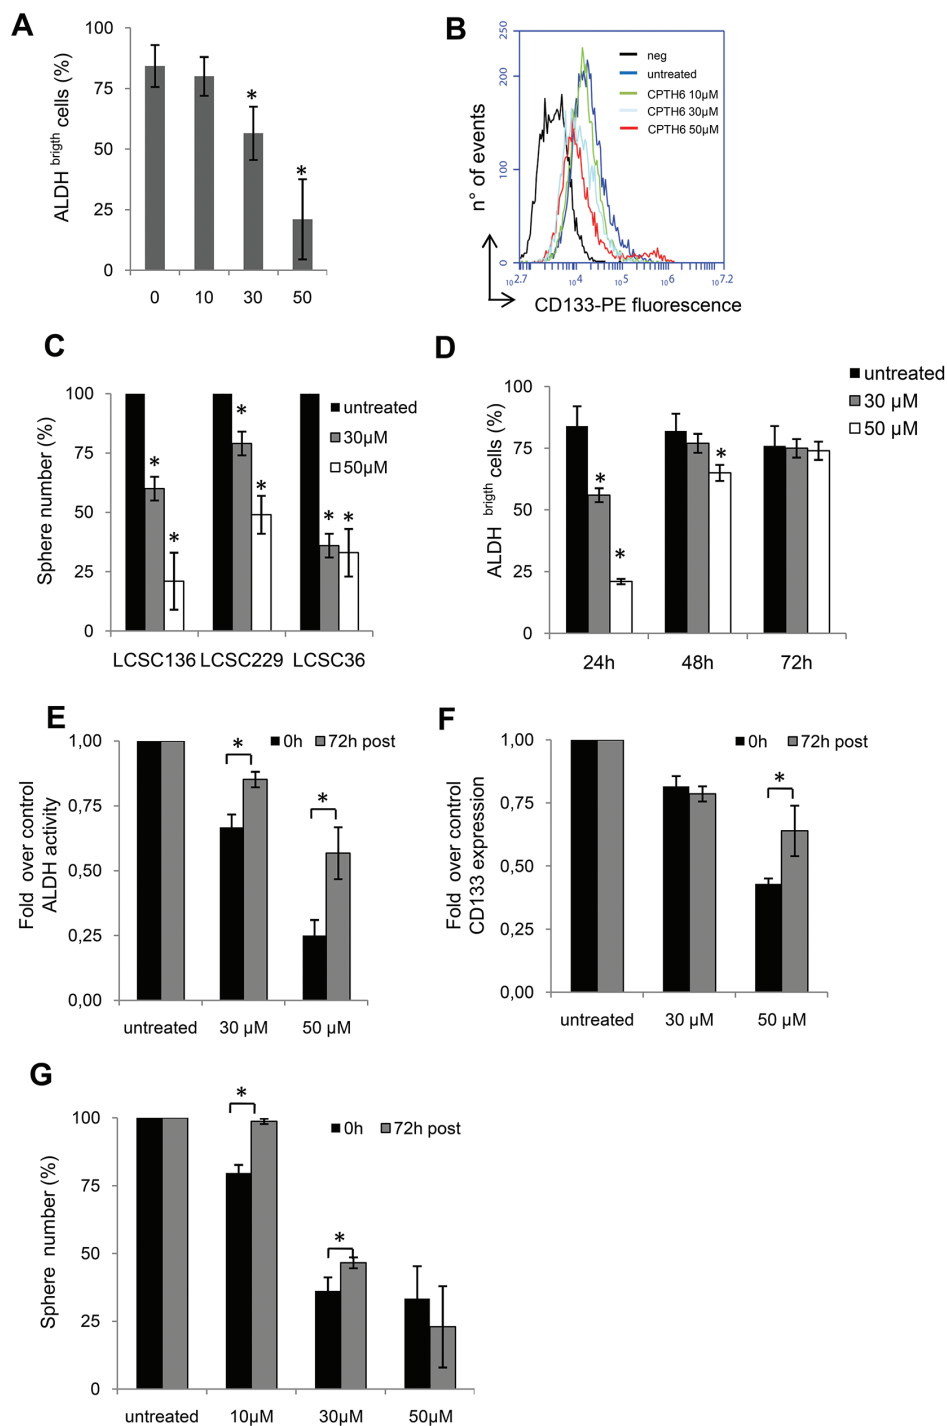 A
100
75
50
25
0
ALDH brigth cells (%)
*
*
0 10 30 50
B
250
200
100
0
n° of events
neg
untreated
CPTH6 10µM
CPTH6 30µM
CPTH6 50µM
10 2.7 10 4 10 5 10 6 10 7.2
CD133-PE fluorescence
C
100
75
50
25
0
Sphere number (%)
untreated
30µM
50µM
*
*
*
*
* *
LCSC136 LCSC229 LCSC36
D
100
75
50
25
0
ALDH brigth cells (%)
untreated
30 µM
50 µM
*
*
*
24h 48h 72h
E
1,00
0,75
0,50
0,25
0,00
Fold over control
ALDH activity
0h 72h post
*
*
untreated 30 µM 50 µM
F
1,00
0,75
0,50
0,25
0,00
Fold over control
CD133 expression
0h 72h post
*
untreated 30 µM 50 µM
G
100
75
50
25
0
Sphere number (%)
0h 72h post
*
*
untreated 10µM 30µM 50µM